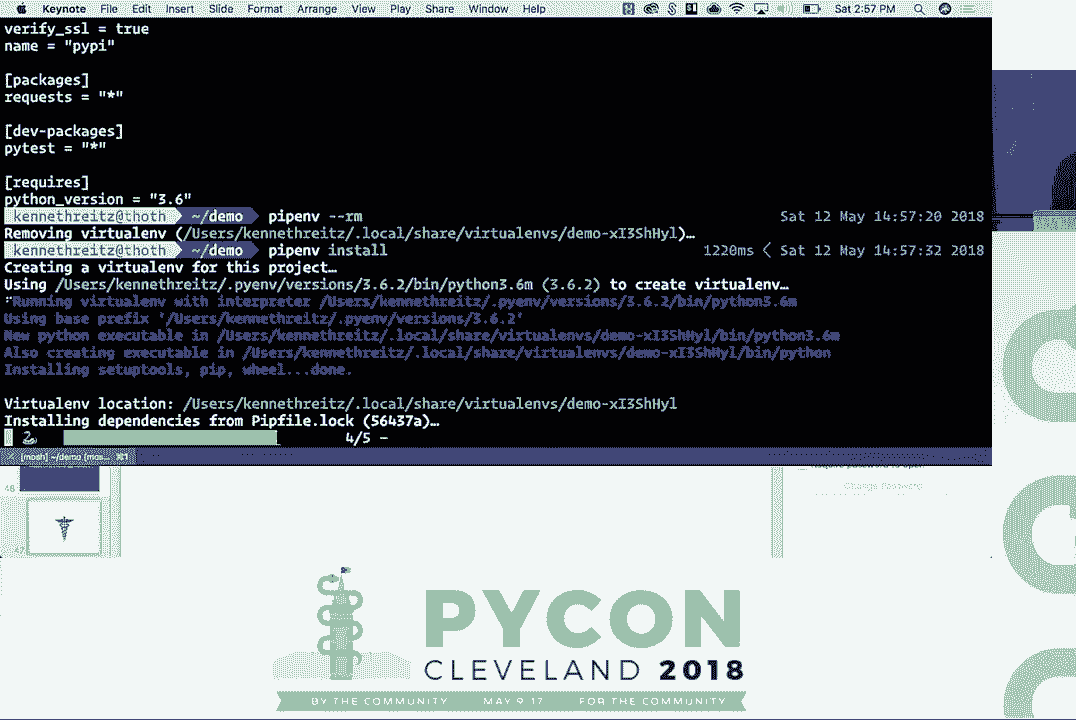 Keynote File Edit Insert Slide Format Arrange View Play Share Window Help Sat 2:57 PM
verify_ssl = true
name = "pypi"
[packages]
requests = "*"
[dev-packages]
pytest = "*"
[requires]
python_version = "3.6"
kennethreitz@thoth ~/demo pipenv --rm Sat 12 May 14:57:20 2018
Removing virtualenv (/Users/kennethreitz/.local/share/virtualenvs/demo-xI3ShHyl)…
kennethreitz@thoth ~/demo pipenv install 1220ms < Sat 12 May 14:57:32 2018
Creating a virtualenv for this project…
Using /Users/kennethreitz/.pyenv/versions/3.6.2/bin/python3.6m (3.6.2) to create virtualenv…
Running virtualenv with interpreter /Users/kennethreitz/.pyenv/versions/3.6.2/bin/python3.6m
Using base prefix '/Users/kennethreitz/.pyenv/versions/3.6.2'
New python executable in /Users/kennethreitz/.local/share/virtualenvs/demo-xI3ShHyl/bin/python3.6m
Also creating executable in /Users/kennethreitz/.local/share/virtualenvs/demo-xI3ShHyl/bin/python
Installing setuptools, pip, wheel...done.
Virtualenv location: /Users/kennethreitz/.local/share/virtualenvs/demo-xI3ShHyl
Installing dependencies from Pipfile.lock (56437a)…
4/5 —
[mosh] ~/demo (mos... ⌘1
46
Change Password
47
PYCON
CLEVELAND 2018
BY THE COMMUNITY MAY 9-17 FOR THE COMMUNITY